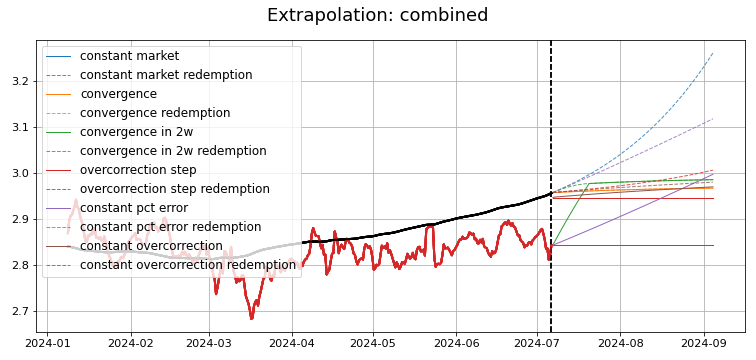 Extrapolation: combined
constant market
constant market redemption
convergence
convergence redemption
convergence in 2w
convergence in 2w redemption
overcorrection step
overcorrection step redemption
constant pct error
constant pct error redemption
constant overcorrection
constant overcorrection redemption
3.2
3.1
3.0
2.9
2.8
2.7
2024-01 2024-02 2024-03 2024-04 2024-05 2024-06 2024-07 2024-08 2024-09